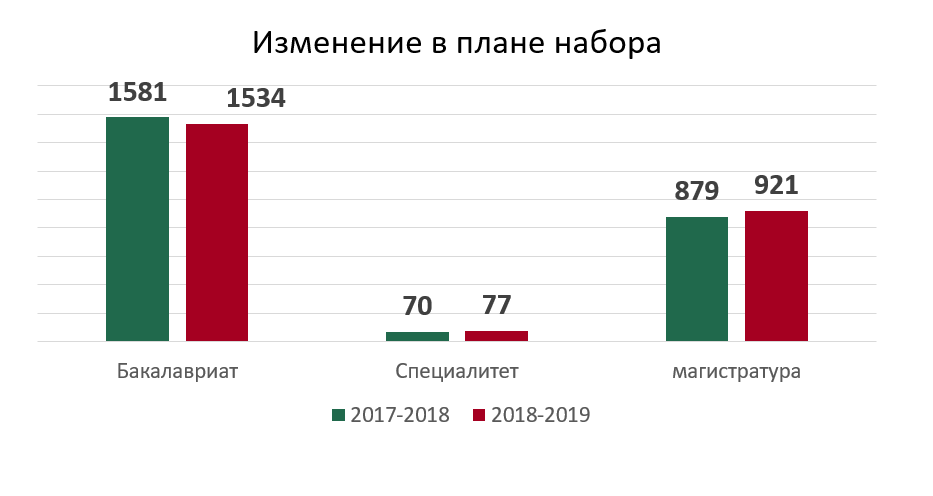 Изменение в плане набора
1581
1534
70
77
879
921
Бакалавриат
Специалитет
магистратура
2017-2018
2018-2019